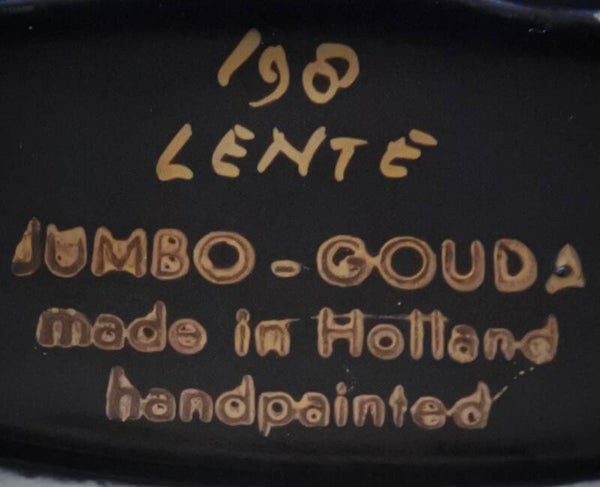 198
LENTE
JUMBO-GOUDA
made in Holland
handpainted